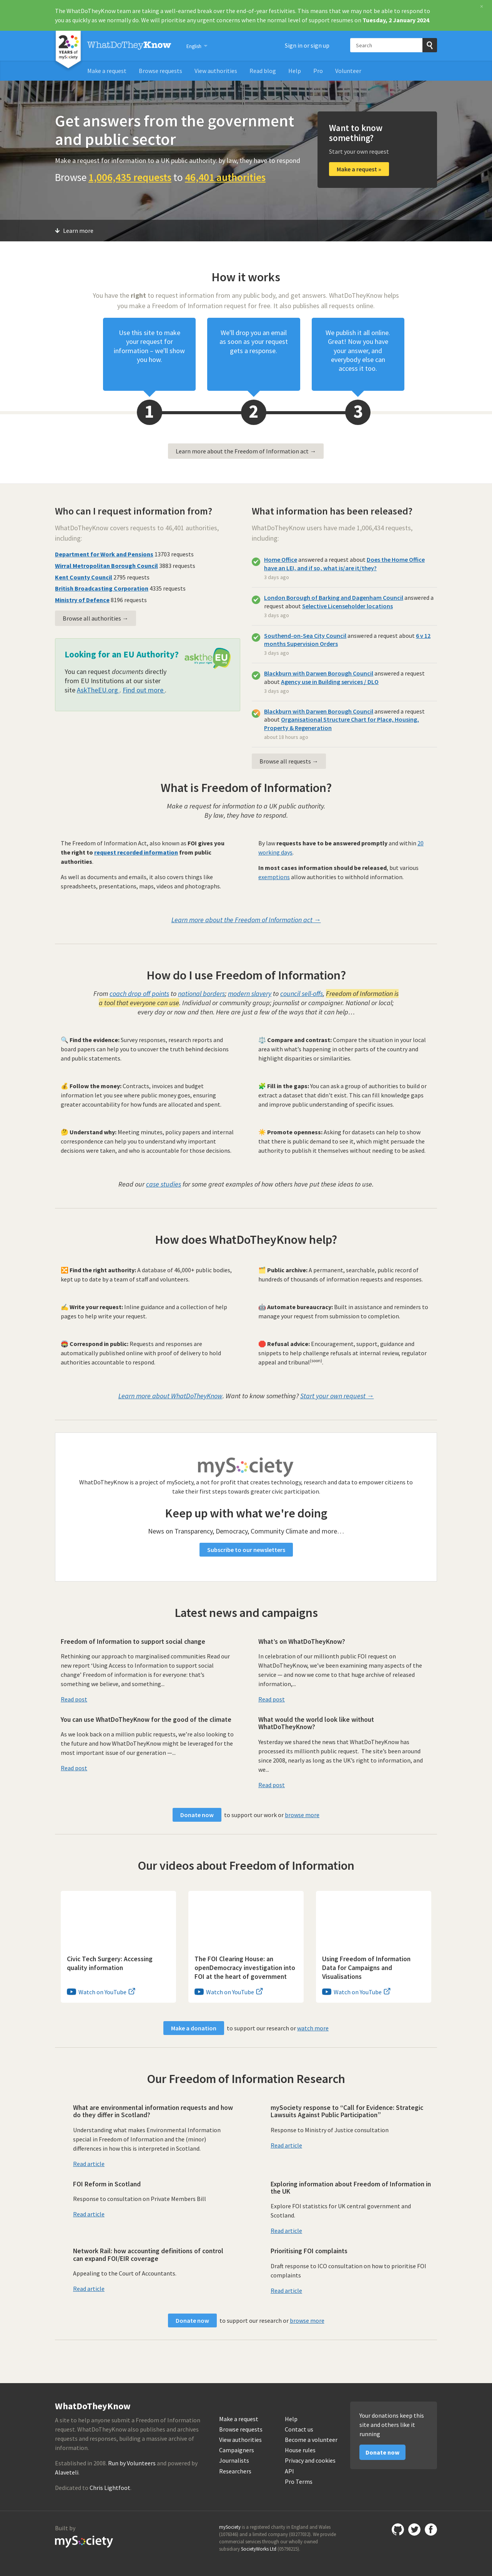 The WhatDoTheyKnow team are taking a well-earned break over the end-of-year festivities. This means that we may not be able to respond to
you as quickly as we normally do. We will prioritise any urgent concerns when the normal level of support resumes on Tuesday, 2 January 2024.
×
20
YEARS of
mySociety
WhatDoTheyKnow
English
Sign in or sign up
Search
Make a request
Browse requests
View authorities
Read blog
Help
Pro
Volunteer
Get answers from the government
and public sector
Make a request for information to a UK public authority: by law, they have to respond
Browse 1,006,435 requests to 46,401 authorities
Want to know
something?
Start your own request
Make a request »
Learn more
How it works
You have the right to request information from any public body, and get answers. WhatDoTheyKnow helps
you make a Freedom of Information request for free. It also publishes all requests online.
Use this site to make
your request for
information – we'll show
you how.
We'll drop you an email
as soon as your request
gets a response.
We publish it all online.
Great! Now you have
your answer, and
everybody else can
access it too.
1
2
3
Learn more about the Freedom of Information act →
Who can I request information from?
WhatDoTheyKnow covers requests to 46,401 authorities,
including:
Department for Work and Pensions 13703 requests
Wirral Metropolitan Borough Council 3883 requests
Kent County Council 2795 requests
British Broadcasting Corporation 4335 requests
Ministry of Defence 8196 requests
Browse all authorities →
Looking for an EU Authority?
You can request documents directly
from EU Institutions at our sister
site AskTheEU.org. Find out more.
asktheEU
it's your right
What information has been released?
WhatDoTheyKnow users have made 1,006,434 requests,
including:
Home Office answered a request about Does the Home Office
have an LEI, and if so, what is/are it/they?
3 days ago
London Borough of Barking and Dagenham Council answered a
request about Selective Licenseholder locations
3 days ago
Southend-on-Sea City Council answered a request about 6 v 12
months Supervision Orders
3 days ago
Blackburn with Darwen Borough Council answered a request
about Agency use in Building services / DLO
3 days ago
Blackburn with Darwen Borough Council answered a request
about Organisational Structure Chart for Place, Housing,
Property & Regeneration
about 18 hours ago
Browse all requests →
What is Freedom of Information?
Make a request for information to a UK public authority.
By law, they have to respond.
The Freedom of Information Act, also known as FOI gives you
the right to request recorded information from public
authorities.
As well as documents and emails, it also covers things like
spreadsheets, presentations, maps, videos and photographs.
By law requests have to be answered promptly and within 20
working days.
In most cases information should be released, but various
exemptions allow authorities to withhold information.
Learn more about the Freedom of Information act →
How do I use Freedom of Information?
From coach drop off points to national borders; modern slavery to council sell-offs, Freedom of Information is
a tool that everyone can use. Individual or community group; journalist or campaigner. National or local;
every day or now and then. Here are just a few of the ways that it can help…
🔍 Find the evidence: Survey responses, research reports and
board papers can help you to uncover the truth behind decisions
and public statements.
⚖️ Compare and contrast: Compare the situation in your local
area with what's happening in other parts of the country and
highlight disparities or similarities.
💰 Follow the money: Contracts, invoices and budget
information let you see where public money goes, ensuring
greater accountability for how funds are allocated and spent.
🧩 Fill in the gaps: You can ask a group of authorities to build or
extract a dataset that didn't exist. This can fill knowledge gaps
and improve public understanding of specific issues.
🤔 Understand why: Meeting minutes, policy papers and internal
correspondence can help you to understand why important
decisions were taken, and who is accountable for those decisions.
☀️ Promote openness: Asking for datasets can help to show
that there is public demand to see it, which might persuade the
authority to publish it themselves without needing to be asked.
Read our case studies for some great examples of how others have put these ideas to use.
How does WhatDoTheyKnow help?
🔀 Find the right authority: A database of 46,000+ public bodies,
kept up to date by a team of staff and volunteers.
🗂️ Public archive: A permanent, searchable, public record of
hundreds of thousands of information requests and responses.
✍️ Write your request: Inline guidance and a collection of help
pages to help write your request.
🤖 Automate bureaucracy: Built in assistance and reminders to
manage your request from submission to completion.
Correspond in public: Requests and responses are
automatically published online with proof of delivery to hold
authorities accountable to respond.
🛑 Refusal advice: Encouragement, support, guidance and
snippets to help challenge refusals at internal review, regulator or
appeal and tribunal(soon).
Learn more about WhatDoTheyKnow. Want to know something? Start your own request →
mySociety
WhatDoTheyKnow is a project of mySociety, a not for profit that creates technology, research and data to empower citizens to
take their first steps towards greater civic participation.
Keep up with what we're doing
News on Transparency, Democracy, Community Climate and more…
Subscribe to our newsletters
Latest news and campaigns
Freedom of Information to support social change
Rethinking our approach to marginalised communities Read our
new report 'Using Access to Information to support social
change' Freedom of information is for everyone: that's
something we believe, and something...
Read post
What's on WhatDoTheyKnow?
In celebration of our millionth public FOI request on
WhatDoTheyKnow, we've been examining many aspects of the
service — and now we come to that huge archive of released
information,...
Read post
You can use WhatDoTheyKnow for the good of the climate
As we look back on a million public requests, we're also looking to
the future and how WhatDoTheyKnow might be leveraged for the
most important issue of our generation —...
Read post
What would the world look like without
WhatDoTheyKnow?
Yesterday we shared the news that WhatDoTheyKnow has
processed its millionth public request. The site's been around
since 2008, nearly as long as the UK's right to information, and
we...
Read post
Donate now to support our work or browse more
Our videos about Freedom of Information
Civic Tech Surgery: Accessing
quality information
Watch on YouTube
The FOI Clearing House: an
openDemocracy investigation into
FOI at the heart of government
Watch on YouTube
Using Freedom of Information
Data for Campaigns and
Visualisations
Watch on YouTube
Make a donation to support our research or watch more
Our Freedom of Information Research
What are environmental information requests and how
do they differ in Scotland?
Understanding what makes Environmental Information
special in Freedom of Information and the (minor)
differences in how this is interpreted in Scotland.
Read article
mySociety response to “Call for Evidence: Strategic
Lawsuits Against Public Participation”
Response to Ministry of Justice consultation
Read article
FOI Reform in Scotland
Response to consultation on Private Members Bill
Read article
Exploring information about Freedom of Information in
the UK
Explore FOI statistics for UK central government and
Scotland.
Read article
Network Rail: how accounting definitions of control
can expand FOI/EIR coverage
Appealing to the Court of Accountants.
Read article
Prioritising FOI complaints
Draft response to ICO consultation on how to prioritise FOI
complaints
Read article
Donate now to support our research or browse more
WhatDoTheyKnow
A site to help anyone submit a Freedom of Information
request. WhatDoTheyKnow also publishes and archives
requests and responses, building a massive archive of
information.
Established in 2008. Run by Volunteers and powered by
Alaveteli.
Dedicated to Chris Lightfoot.
Make a request
Browse requests
View authorities
Campaigners
Journalists
Researchers
Help
Contact us
Become a volunteer
House rules
Privacy and cookies
API
Pro Terms
Your donations keep this
site and others like it
running
Donate now
Built by
mySociety
mySociety is a registered charity in England and Wales
(1076346) and a limited company (03277032). We provide
commercial services through our wholly owned
subsidiary SocietyWorks Ltd (05798215).